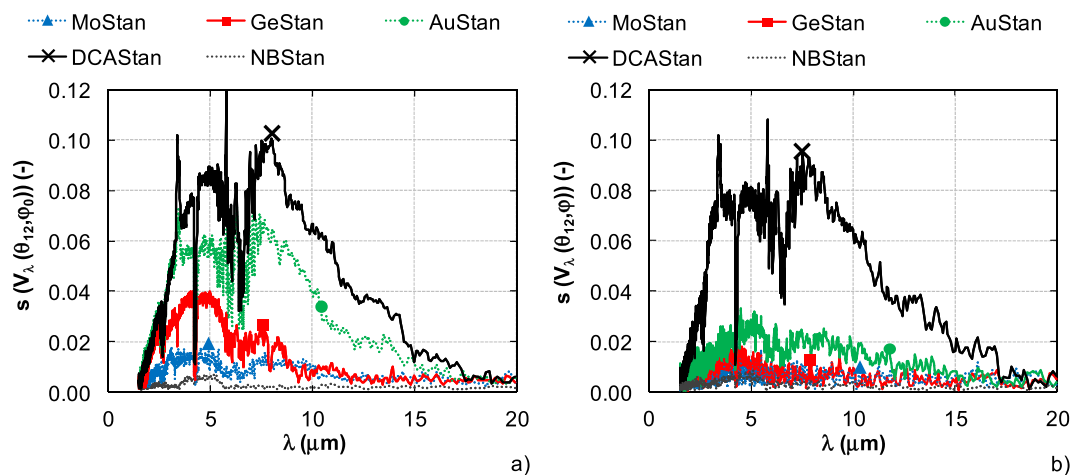 MoStan GeStan AuStan
DCAStan NBStan
s (Vλ (θ12,φ0)) (-)
0.12
0.10
0.08
0.06
0.04
0.02
0.00
0 5 10 15 20
λ (μm)
a)
MoStan GeStan AuStan
DCAStan NBStan
s (Vλ (θ12,φ)) (-)
0.12
0.10
0.08
0.06
0.04
0.02
0.00
0 5 10 15 20
λ (μm)
b)